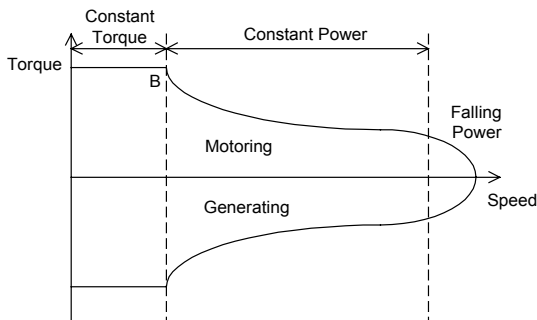 Constant
Torque
Constant Power
Torque
B
Falling
Power
Motoring
Generating
Speed